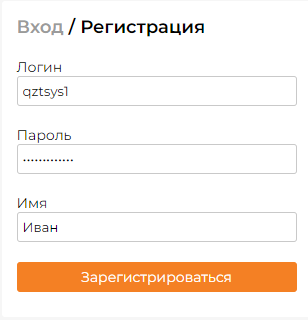 Вход / Регистрация
Логин
qztsys1
Пароль
•••••••••••••
Имя
Иван
Зарегистрироваться